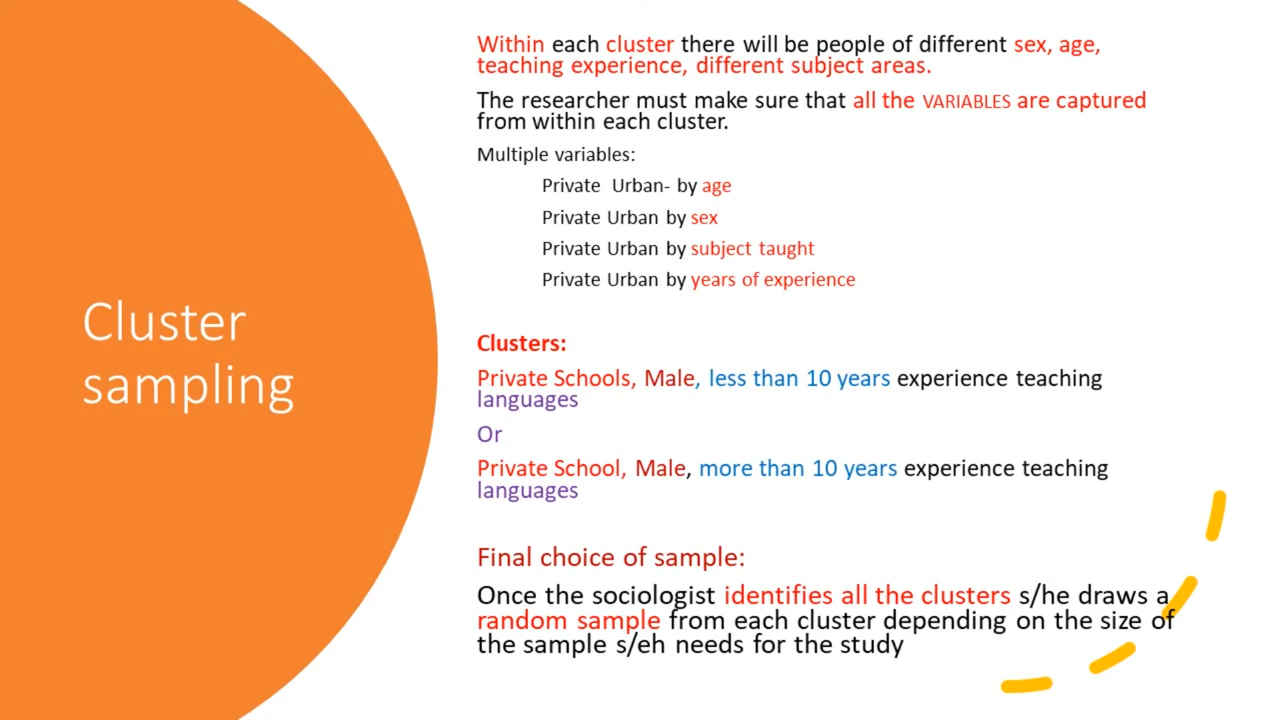 Cluster
sampling
Within each cluster there will be people of different sex, age,
teaching experience, different subject areas.
The researcher must make sure that all the VARIABLES are captured
from within each cluster.
Multiple variables:
Private Urban- by age
Private Urban by sex
Private Urban by subject taught
Private Urban by years of experience
Clusters:
Private Schools, Male, less than 10 years experience teaching
languages
Or
Private School, Male, more than 10 years experience teaching
languages
Final choice of sample:
Once the sociologist identifies all the clusters s/he draws a
random sample from each cluster depending on the size of
the sample s/eh needs for the study